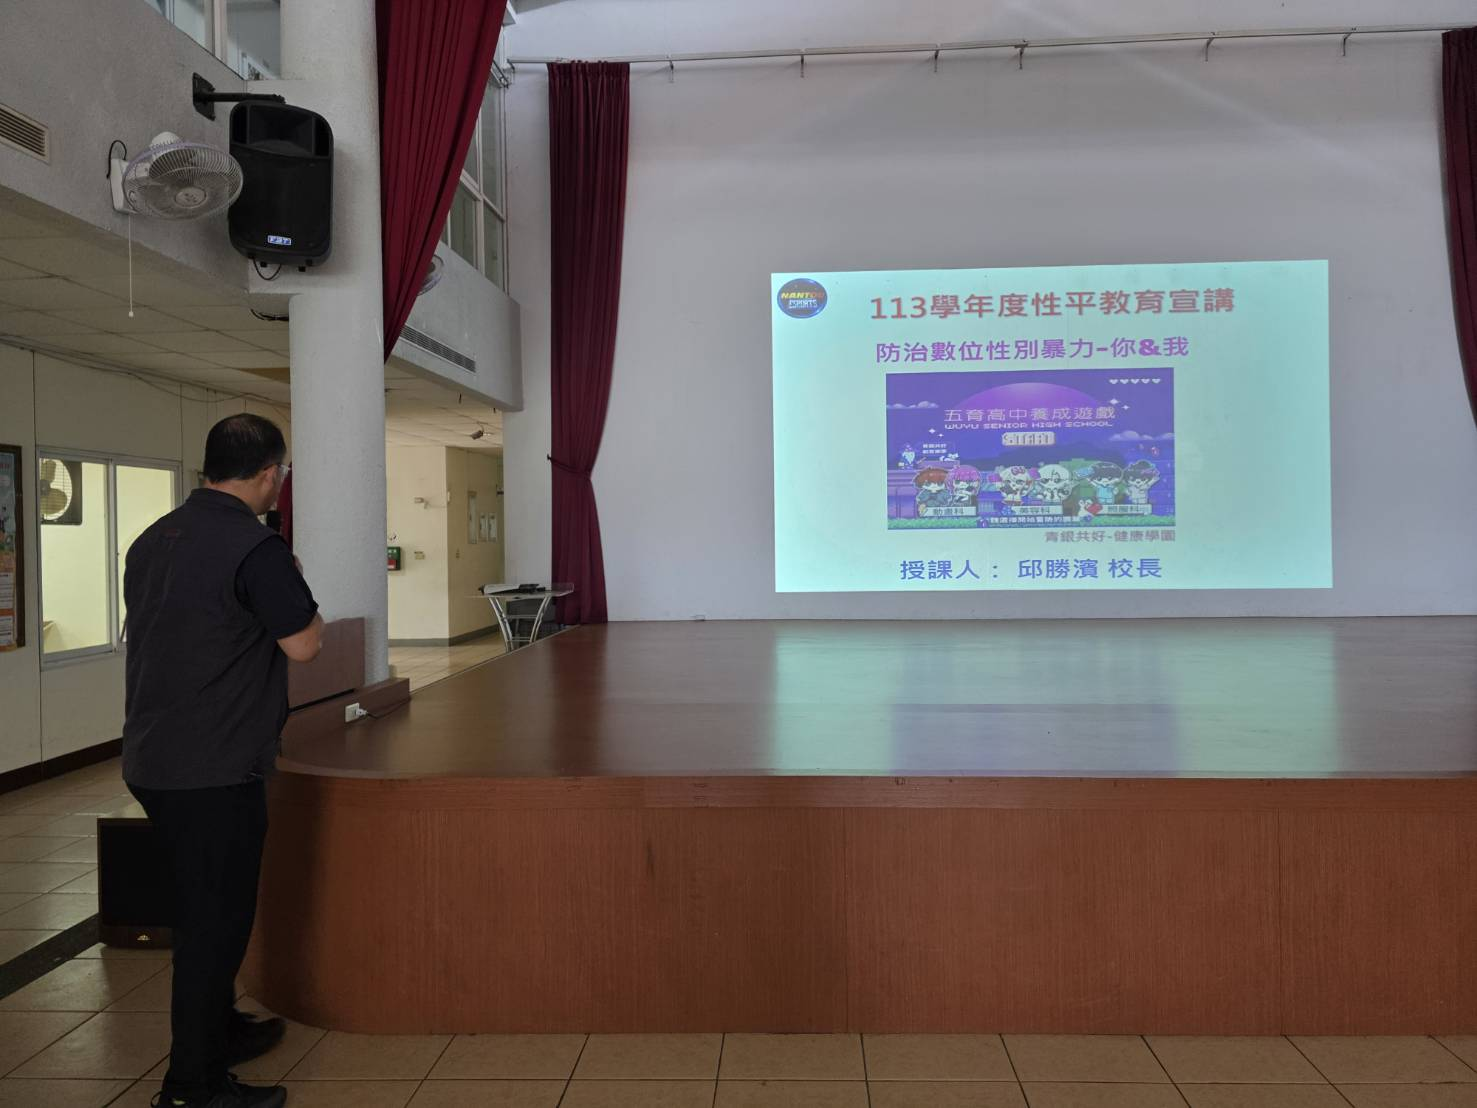 NANTOU
ESPORTS
113學年度性平教育宣講
防治數位性別暴力-你&我
五育高中養成遊戲
WUYU SENIOR HIGH SCHOOL
START
動畫科
美容科
照服科
青銀共好-健康學園
授課人： 邱勝濱 校長